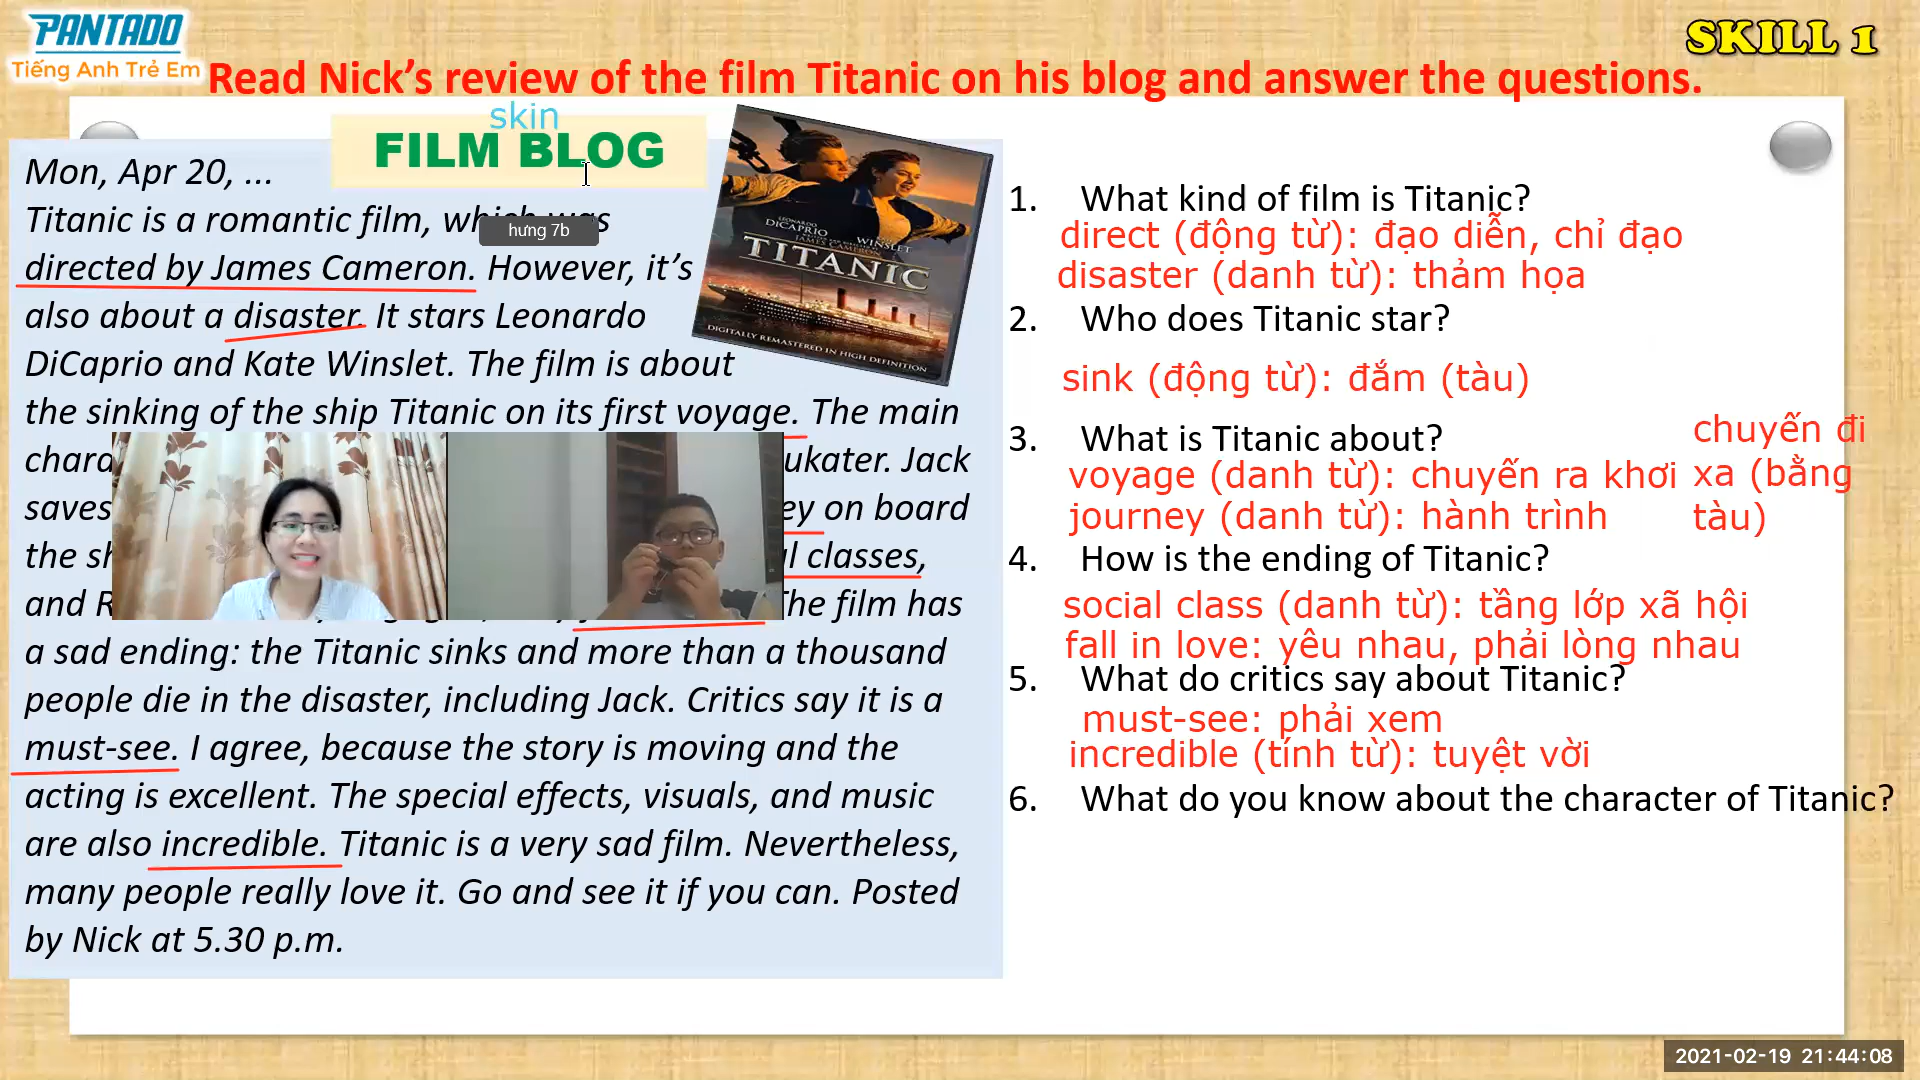 PANTADO
Tiếng Anh Trẻ Em
SKILL 1
Read Nick’s review of the film Titanic on his blog and answer the questions.
skin
FILM BLOG
Mon, Apr 20, ...
Titanic is a romantic film, which was
hưng 7b
directed by James Cameron. However, it’s
also about a disaster. It stars Leonardo
DiCaprio and Kate Winslet. The film is about
the sinking of the ship Titanic on its first voyage. The main
ukater. Jack
saves
on board
classes,
and
The film has
a sad ending: the Titanic sinks and more than a thousand
people die in the disaster, including Jack. Critics say it is a
must-see. I agree, because the story is moving and the
acting is excellent. The special effects, visuals, and music
are also incredible. Titanic is a very sad film. Nevertheless,
many people really love it. Go and see it if you can. Posted
by Nick at 5.30 p.m.
LEONARDO
DICAPRIO
WINSLET
JAMES CAMERON
TITANIC
DIGITALLY REMASTERED IN HIGH DEFINITION
1. What kind of film is Titanic?
direct (động từ): đạo diễn, chỉ đạo
disaster (danh từ): thảm họa
2. Who does Titanic star?
sink (động từ): đắm (tàu)
3. What is Titanic about?
voyage (danh từ): chuyến ra khơi
chuyến đi
xa (bằng
tàu)
journey (danh từ): hành trình
4. How is the ending of Titanic?
social class (danh từ): tầng lớp xã hội
fall in love: yêu nhau, phải lòng nhau
5. What do critics say about Titanic?
must-see: phải xem
incredible (tính từ): tuyệt vời
6. What do you know about the character of Titanic?
2021-02-19 21:44:08